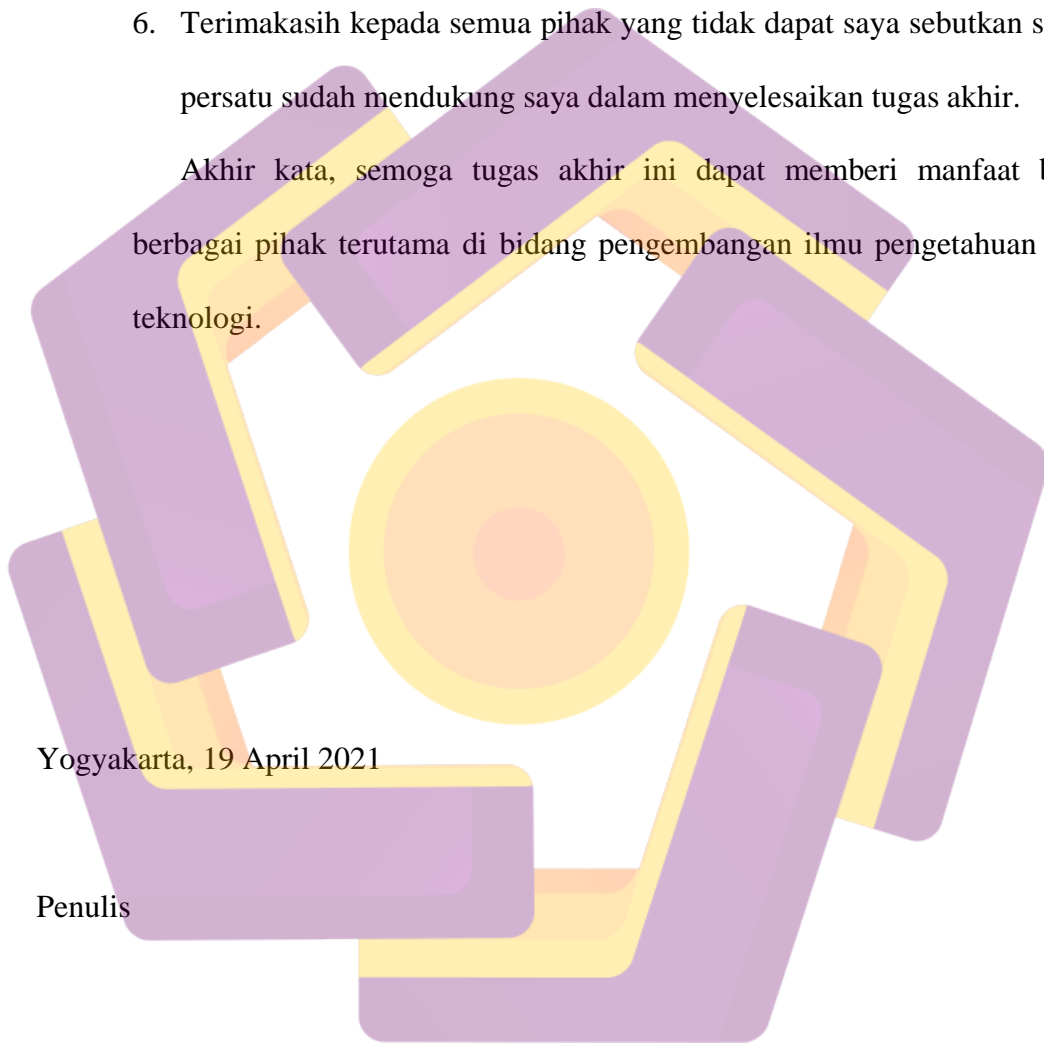 6. Terimakasih kepada semua pihak yang tidak dapat saya sebutkan s
persatu sudah mendukung saya dalam menyelesaikan tugas akhir.
Akhir kata, semoga tugas akhir ini dapat memberi manfaat b
berbagai pihak terutama di bidang pengembangan ilmu pengetahuan
teknologi.
Yogyakarta, 19 April 2021
Penulis